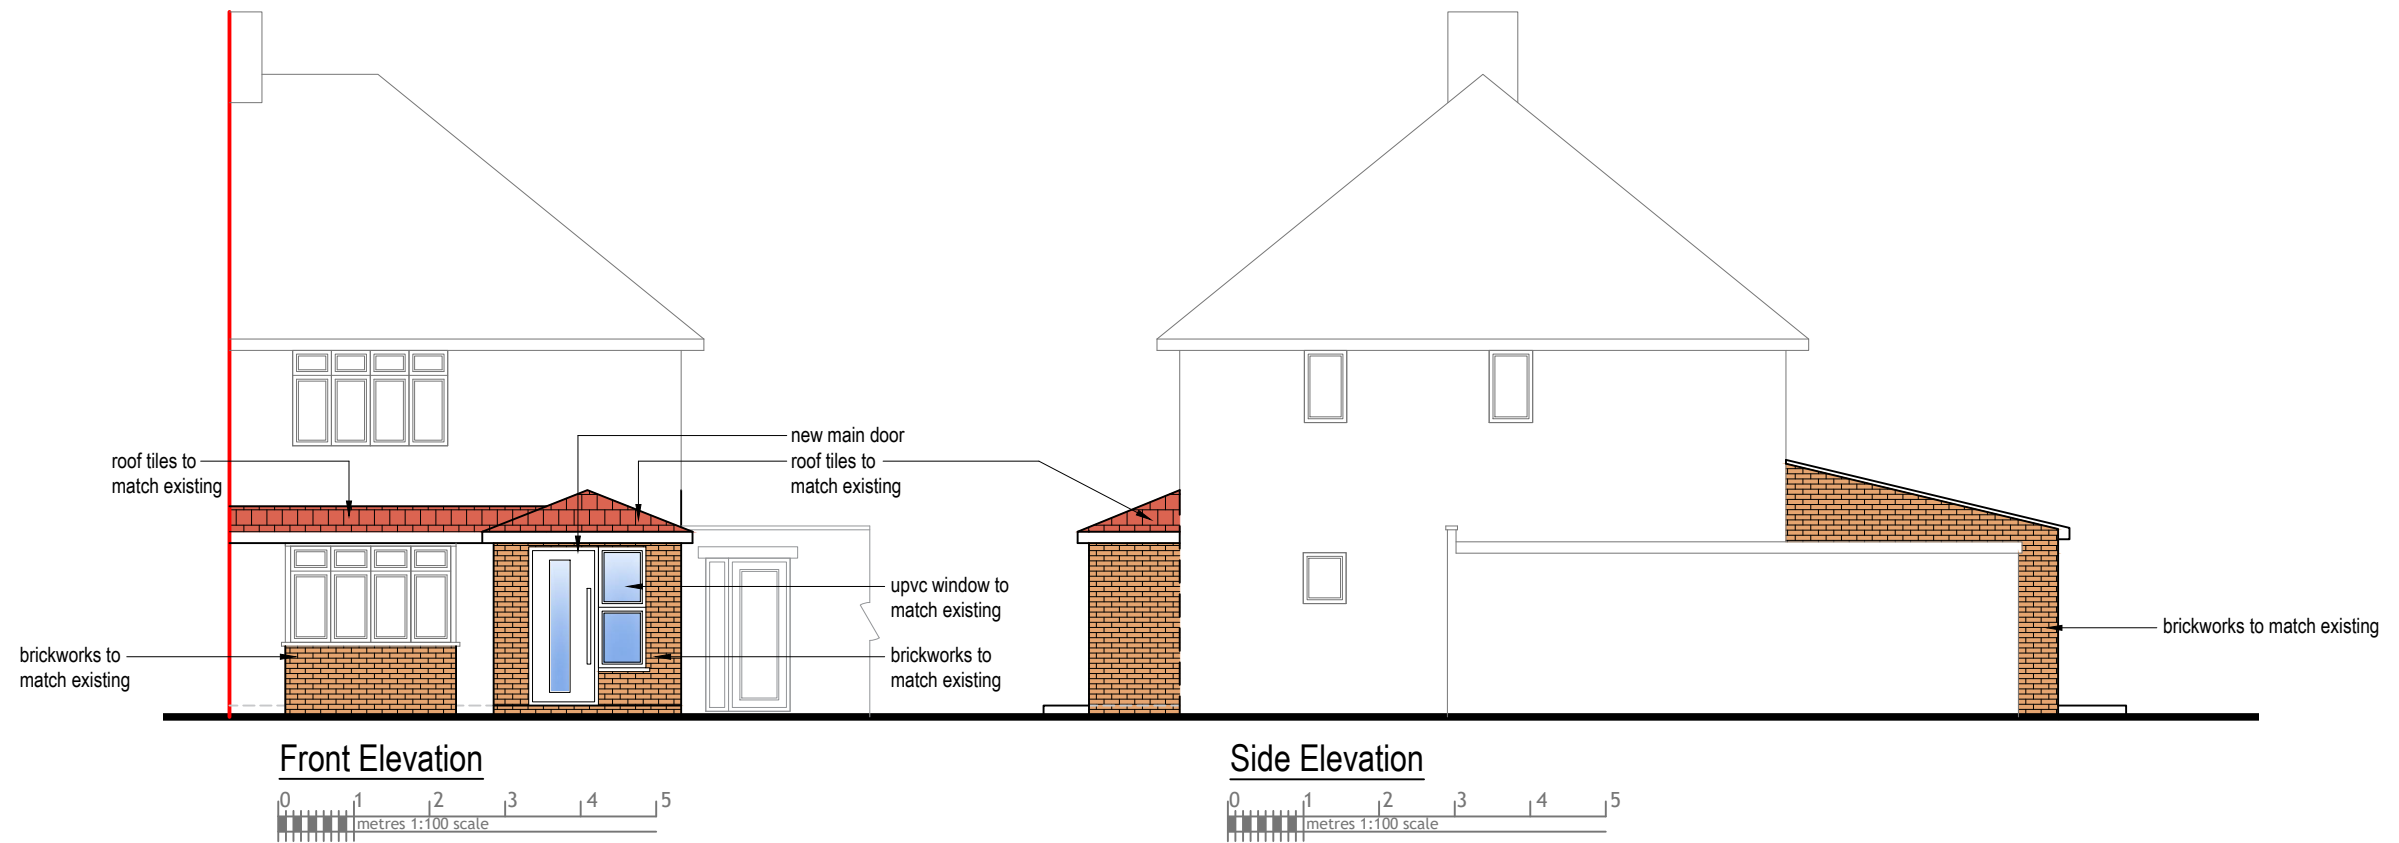 new main door
roof tiles to
match existing
roof tiles to
match existing
upvc window to
match existing
brickworks to
match existing
brickworks to
match existing
brickworks to match existing
Front Elevation
0 1 2 3 4 5
metres 1:100 scale
Side Elevation
0 1 2 3 4 5
metres 1:100 scale